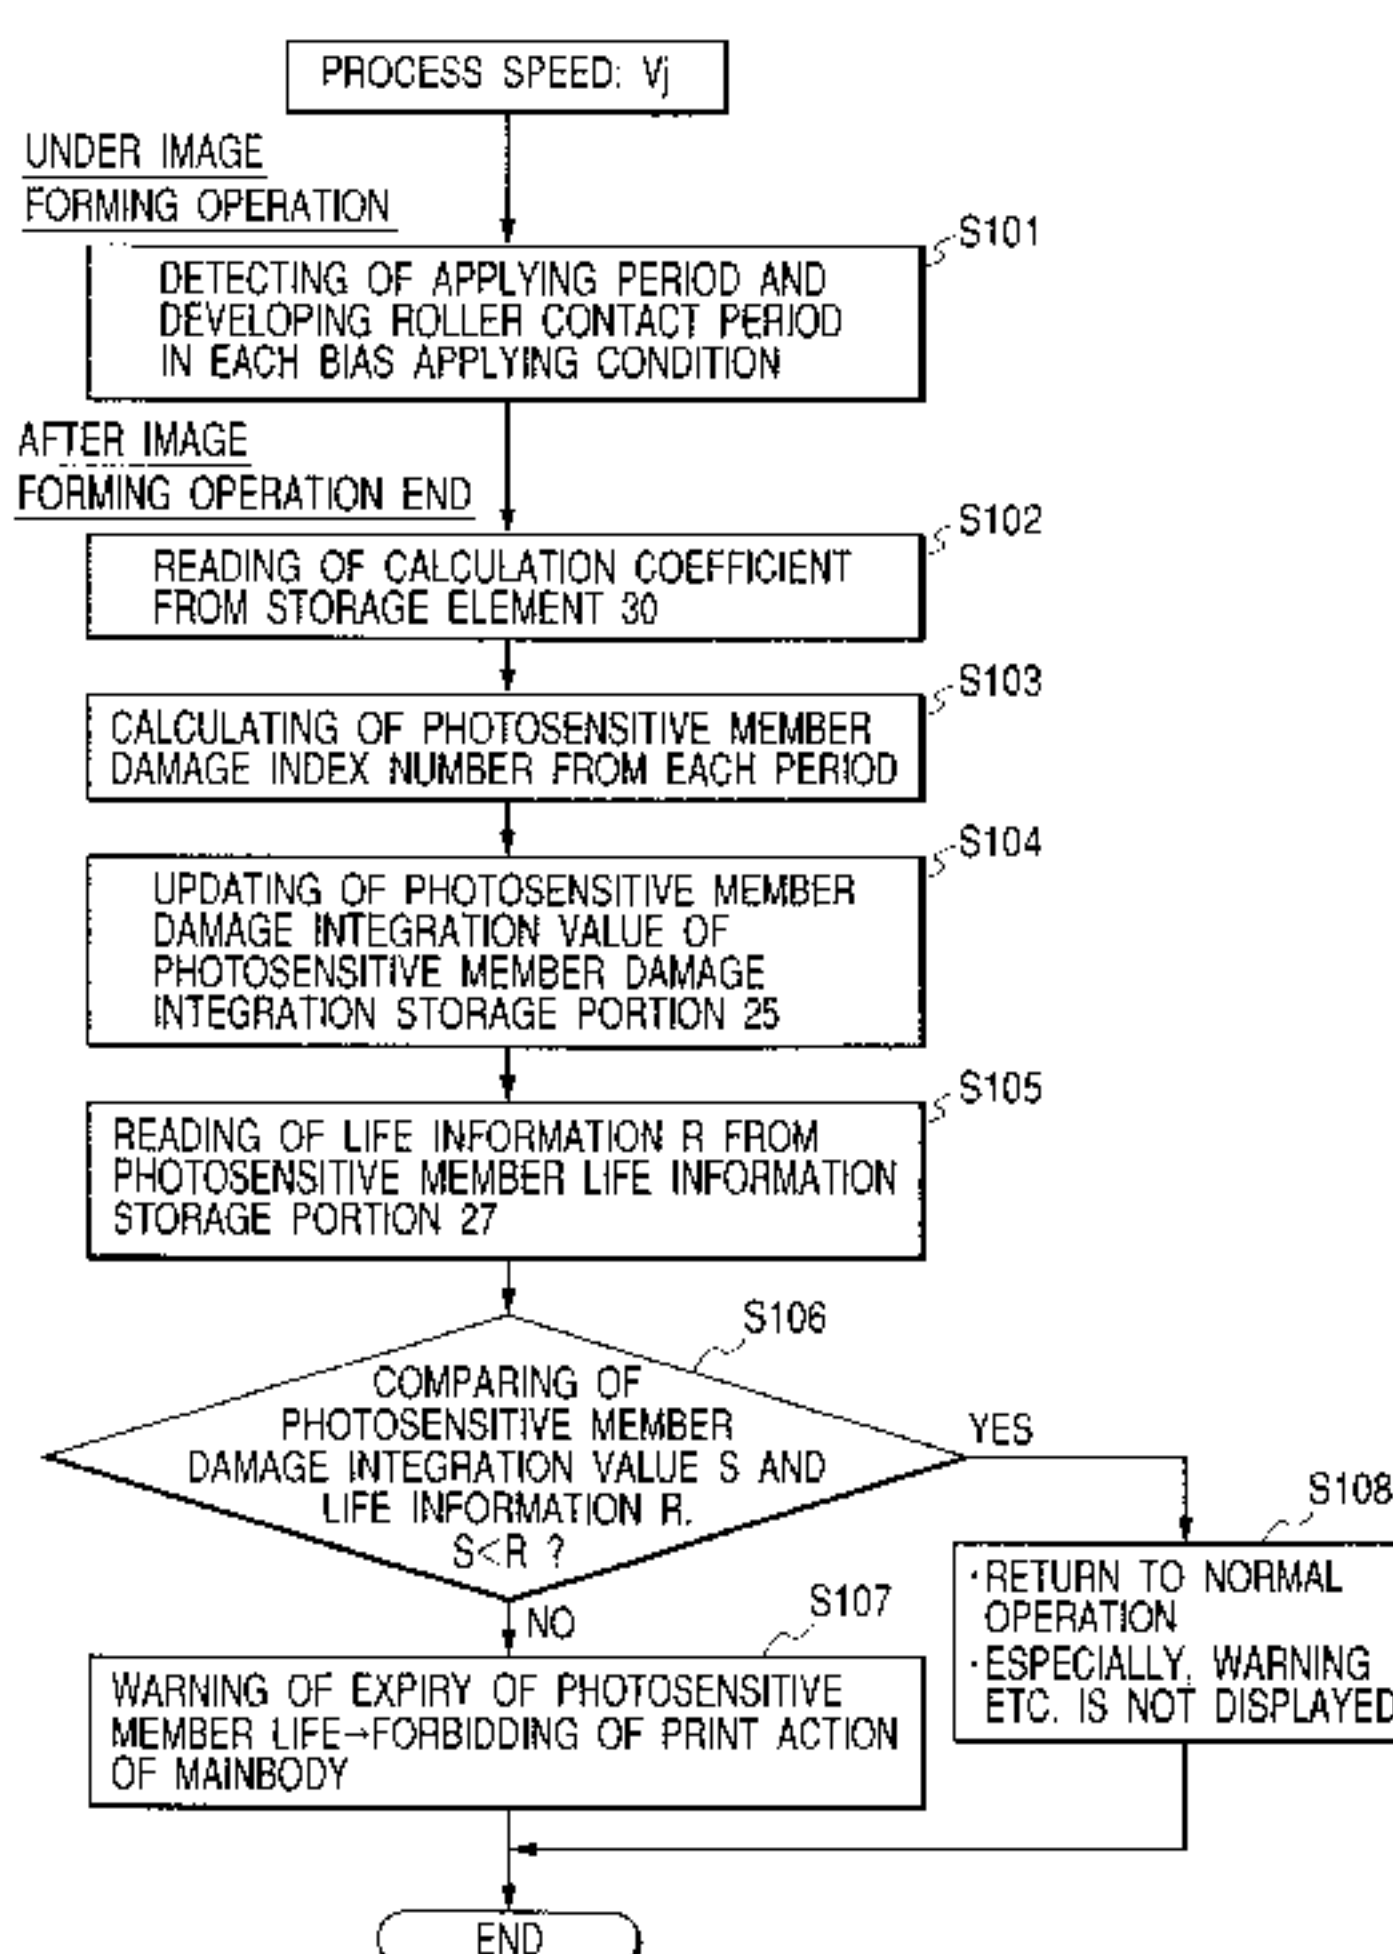 PROCESS SPEED: Vj
UNDER IMAGE
FORMING OPERATION
S101
DETECTING OF APPLYING PERIOD AND
DEVELOPING ROLLER CONTACT PERIOD
IN EACH BIAS APPLYING CONDITION
AFTER IMAGE
FORMING OPERATION END
S102
READING OF CALCULATION COEFFICIENT
FROM STORAGE ELEMENT 30
S103
CALCULATING OF PHOTOSENSITIVE MEMBER
DAMAGE INDEX NUMBER FROM EACH PERIOD
S104
UPDATING OF PHOTOSENSITIVE MEMBER
DAMAGE INTEGRATION VALUE OF
PHOTOSENSITIVE MEMBER DAMAGE
INTEGRATION STORAGE PORTION 25
S105
READING OF LIFE INFORMATION R FROM
PHOTOSENSITIVE MEMBER LIFE INFORMATION
STORAGE PORTION 27
S106
COMPARING OF
PHOTOSENSITIVE MEMBER
DAMAGE INTEGRATION VALUE S AND
LIFE INFORMATION R.
S<R ?
YES
NO
S107
WARNING OF EXPIRY OF PHOTOSENSITIVE
MEMBER LIFE→FORBIDDING OF PRINT ACTION
OF MAINBODY
S108
·RETURN TO NORMAL
OPERATION
·ESPECIALLY, WARNING
ETC. IS NOT DISPLAYED
END